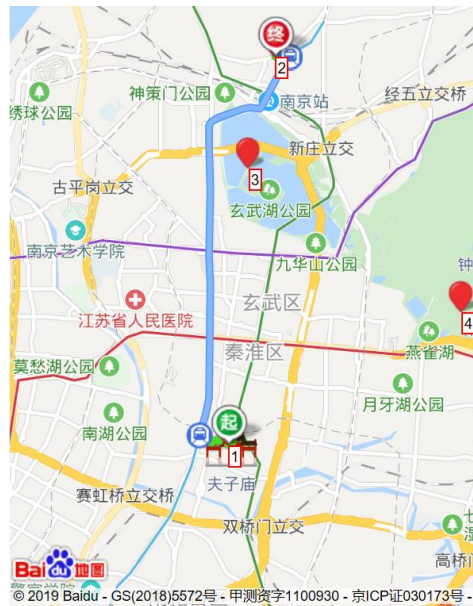 终
2
经五立交桥
神策门公园
南京站
绣球公园
新庄立交
3
古平岗立交
玄武湖公园
南京艺术学院
九华山公园
钟
玄武区
江苏省人民医院
4
秦淮区
燕雀湖
莫愁湖公园
月牙湖公园
南湖公园
起
1
夫子庙
赛虹桥立交桥
双桥门立交
高桥门
Bai du 地图
© 2019 Baidu - GS(2018)5572号 - 甲测资字1100930 - 京ICP证030173号 -